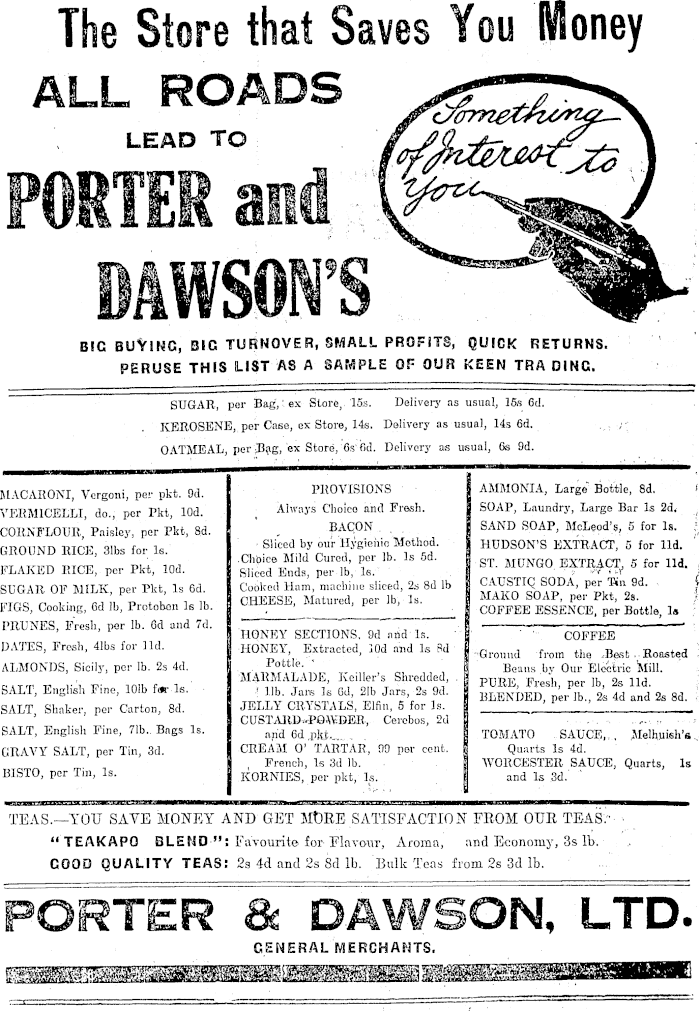 The Store that Saves You Money
ALL ROADS
LEAD TO
PORTER and
DAWSON'S
Something
of Interest to
You
BIG BUYING, BIG TURNOVER, SMALL PROFITS, QUICK RETURNS.
PERUSE THIS LIST AS A SAMPLE OF OUR KEEN TRADING.
SUGAR, per Bag, ex Store, 15s. Delivery as usual, 15s 6d.
KEROSENE, per Case, ex Store, 14s. Delivery as usual, 14s 6d.
OATMEAL, per Bag, ex Store, 6s 6d. Delivery as usual, 6s 9d.
MACARONI, Vergoni, per pkt. 9d.
VERMICELLI, do., per Pkt, 10d.
CORNFLOUR, Paisley, per Pkt, 8d.
GROUND RICE, 3lbs for 1s.
FLAKED RICE, per Pkt, 10d.
SUGAR OF MILK, per Pkt, 1s 6d.
FIGS, Cooking, 6d lb, Protoben 1s lb.
PRUNES, Fresh, per lb. 6d and 7d.
DATES, Fresh, 4lbs for 11d.
ALMONDS, Sicily, per lb. 2s 4d.
SALT, English Fine, 10lb for 1s.
SALT, Shaker, per Carton, 8d.
SALT, English Fine, 7lb. Bags 1s.
GRAVY SALT, per Tin, 3d.
BISTO, per Tin, 1s.
PROVISIONS
Always Choice and Fresh.
BACON
Sliced by our Hygienic Method.
Choice Mild Cured, per lb. 1s 5d.
Sliced Ends, per lb, 1s.
Cooked Ham, machine sliced, 2s 8d lb
CHEESE, Matured, per lb, 1s.
HONEY SECTIONS, 9d and 1s.
HONEY, Extracted, 10d and 1s 8d
Pottle.
MARMALADE, Keiller's Shredded,
1lb. Jars 1s 6d, 2lb Jars, 2s 9d.
JELLY CRYSTALS, Elfin, 5 for 1s.
CUSTARD POWDER, Cerebos, 2d
and 6d pkt.
CREAM O' TARTAR, 99 per cent.
French, 1s 3d lb.
KORNIES, per pkt, 1s.
AMMONIA, Large Bottle, 8d.
SOAP, Laundry, Large Bar 1s 2d.
SAND SOAP, McLeod's, 5 for 1s.
HUDSON'S EXTRACT, 5 for 11d.
ST. MUNGO EXTRACT, 5 for 11d.
CAUSTIC SODA, per Tin 9d.
MAKO SOAP, per Pkt, 2s.
COFFEE ESSENCE, per Bottle, 1s
COFFEE
Ground from the Best Roasted
Beans by Our Electric Mill.
PURE, Fresh, per lb, 2s 11d.
BLENDED, per lb., 2s 4d and 2s 8d.
TOMATO SAUCE, Melhuish's
Quarts 1s 4d.
WORCESTER SAUCE, Quarts, 1s
and 1s 3d.
TEAS.—YOU SAVE MONEY AND GET MORE SATISFACTION FROM OUR TEAS.
"TEAKAPO BLEND": Favourite for Flavour, Aroma, and Economy, 3s lb.
GOOD QUALITY TEAS: 2s 4d and 2s 8d lb. Bulk Teas from 2s 3d lb.
PORTER & DAWSON, LTD.
GENERAL MERCHANTS.